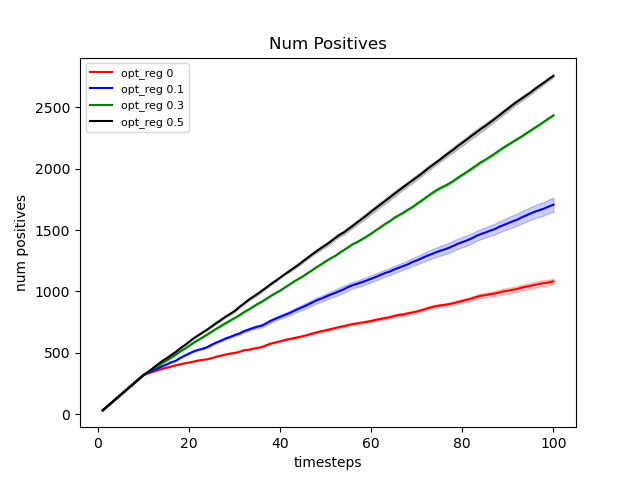 Num Positives
opt_reg 0
opt_reg 0.1
opt_reg 0.3
opt_reg 0.5
num positives
2500
2000
1500
1000
500
0
0 20 40 60 80 100
timesteps